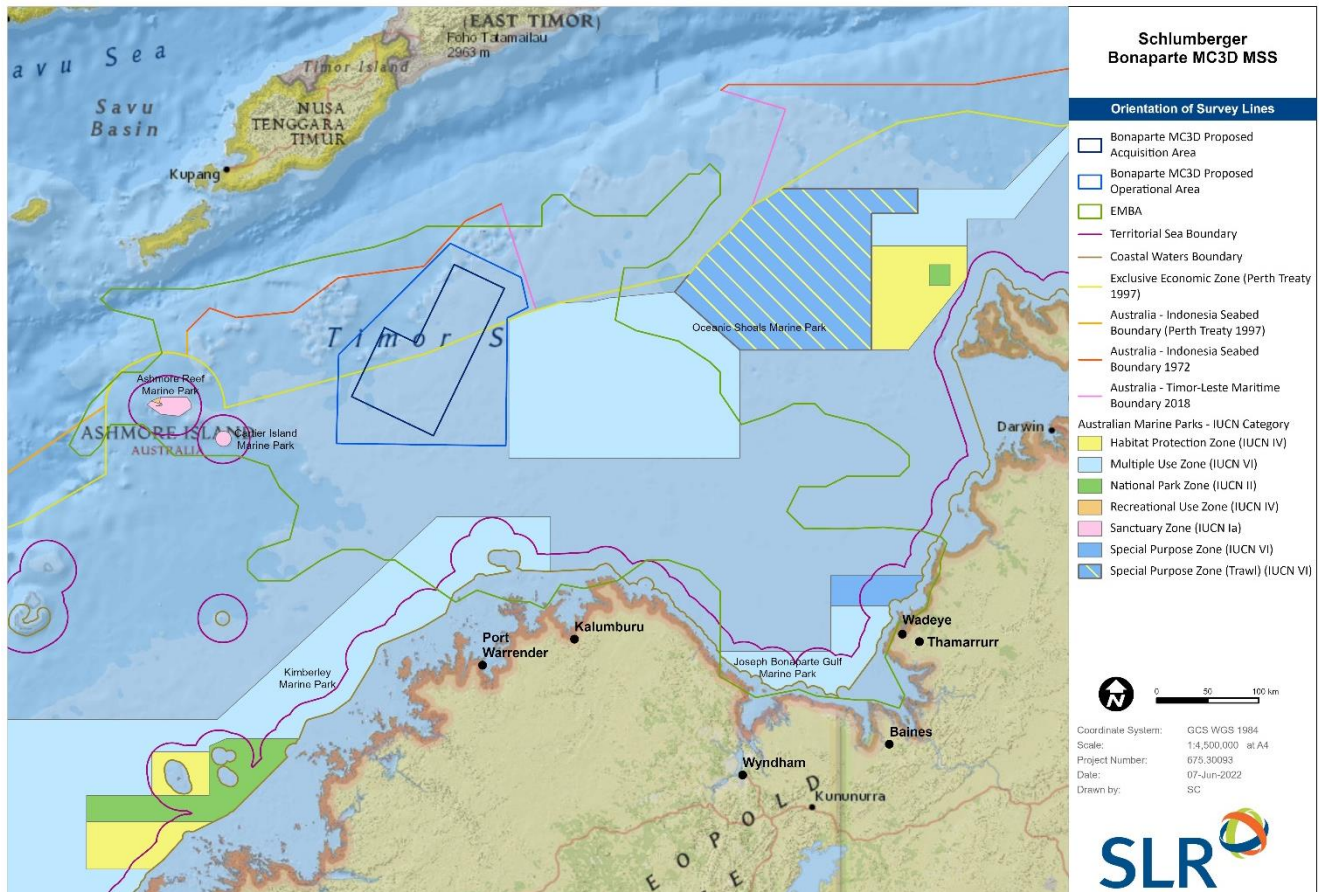 (EAST TIMOR)
Foho Tatamailau
2963 m
avu Sea
Timor Island
Savu
Basin
NUSA
TENGGARA
TIMUR
Kupang
Timor S
Oceanic Shoals Marine Park
Ashmore Reef
Marine Park
ASHMORE ISLAND
AUSTRALIA
Cartier Island
Marine Park
Darwin
Wadeye
Thamarrurr
Kalumburu
Port
Warrender
Kimberley
Marine Park
Joseph Bonaparte Gulf
Marine Park
Baines
Wyndham
Kununurra
EOPOLD
Schlumberger
Bonaparte MC3D MSS
Orientation of Survey Lines
Bonaparte MC3D Proposed
Acquisition Area
Bonaparte MC3D Proposed
Operational Area
EMBA
Territorial Sea Boundary
Coastal Waters Boundary
Exclusive Economic Zone (Perth Treaty
1997)
Australia - Indonesia Seabed
Boundary (Perth Treaty 1997)
Australia - Indonesia Seabed
Boundary 1972
Australia - Timor-Leste Maritime
Boundary 2018
Australian Marine Parks - IUCN Category
Habitat Protection Zone (IUCN IV)
Multiple Use Zone (IUCN VI)
National Park Zone (IUCN II)
Recreational Use Zone (IUCN IV)
Sanctuary Zone (IUCN Ia)
Special Purpose Zone (IUCN VI)
Special Purpose Zone (Trawl) (IUCN VI)
0 50 100 km
Coordinate System: GCS WGS 1984
Scale: 1:4,500,000 at A4
Project Number: 675.30093
Date: 07-Jun-2022
Drawn by: SC
SLR